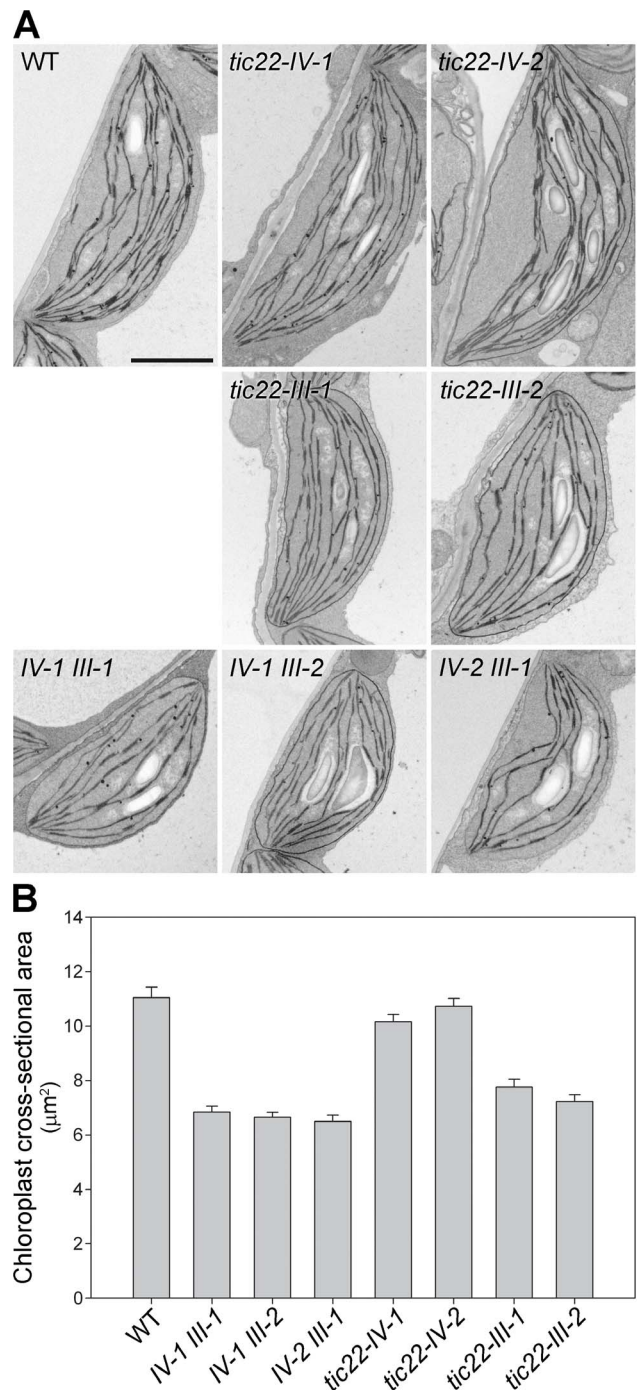 A
WT
tic22-IV-1
tic22-IV-2
tic22-III-1
tic22-III-2
IV-1 III-1
IV-1 III-2
IV-2 III-1
B
Chloroplast cross-sectional area
(μm²)
14
12
10
8
6
4
2
0
WT
IV-1 III-1
IV-1 III-2
IV-2 III-1
tic22-IV-1
tic22-IV-2
tic22-III-1
tic22-III-2